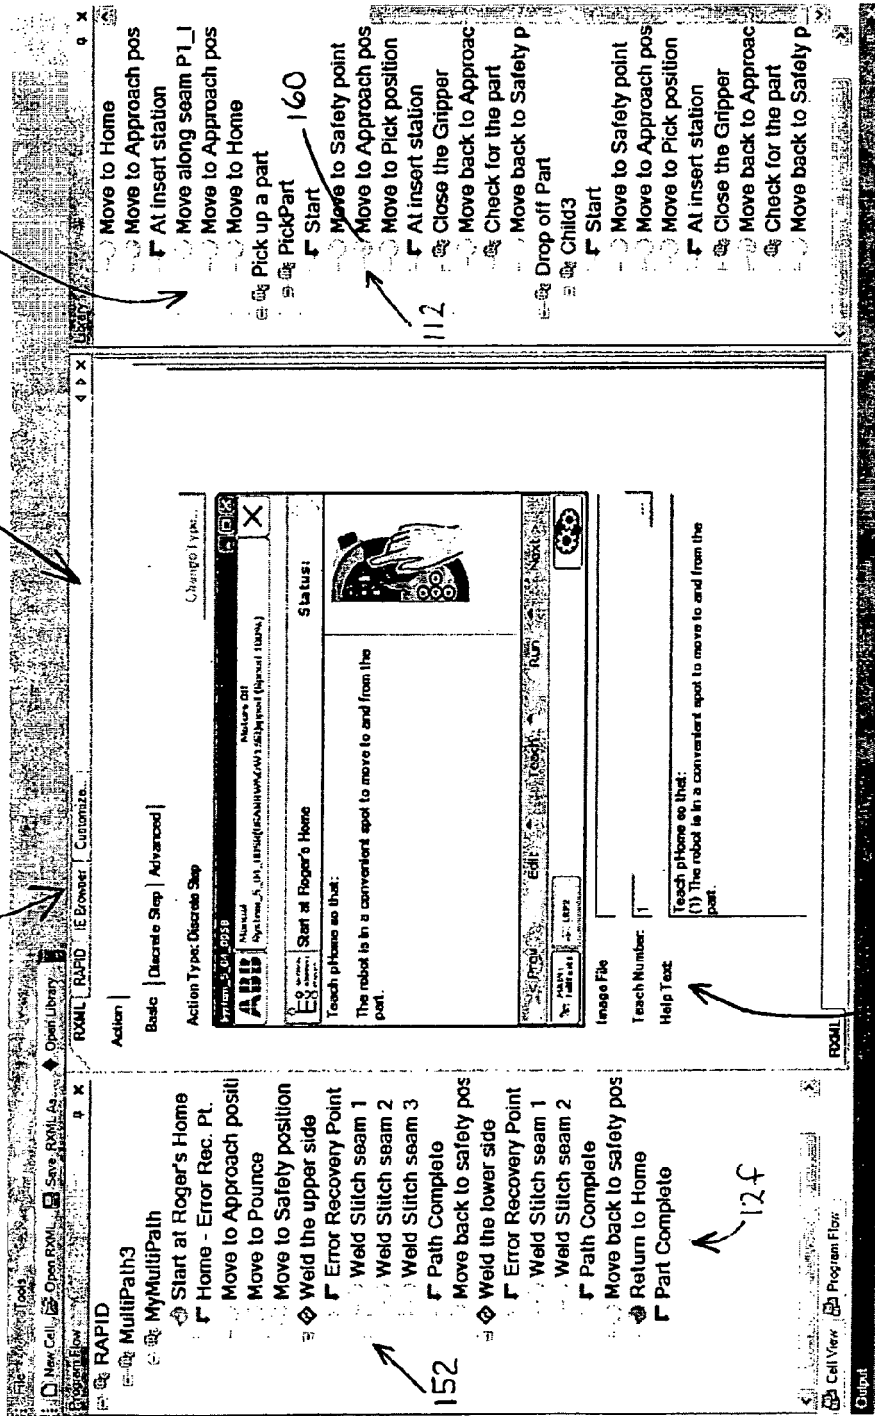 File
Tools
New Cell
Open RXML
Save RXML As...
Open Library
Program Flow
RAPID
MultiPath3
MyMultiPath
Start at Roger's Home
Home - Error Rec. Pt.
Move to Approach positi
Move to Pounce
Move to Safety position
Weld the upper side
Error Recovery Point
Weld Stitch seam 1
Weld Stitch seam 2
Weld Stitch seam 3
Path Complete
Move back to safety pos
Weld the lower side
Error Recovery Point
Weld Stitch seam 1
Weld Stitch seam 2
Path Complete
Move back to safety pos
Return to Home
Part Complete
152
12f
Cell View
Program Flow
Output
RXML
RAPID
IE Browser
Customize...
Action
Basic
Discrete Step
Advanced
Action Type: Discrete Step
Change Type...
ABB
Manual
Motors Off
Start at Roger's Home
Status:
Teach pHome so that:
The robot is in a convenient spot to move to and from the
part.
< Prev
Edit
Teach
Run
Next >
Image File
...
Teach Number: 1
Help Text
Teach pHome so that:
(1) The robot is in a convenient spot to move to and from the
part.
RXML
Library
Move to Home
Move to Approach pos
At insert station
Move along seam P1_I
Move to Approach pos
Move to Home
Pick up a part
PickPart
Start
Move to Safety point
Move to Approach pos
Move to Pick position
At insert station
Close the Gripper
Move back to Approac
Check for the part
Move back to Safety p
Drop off Part
Child3
Start
Move to Safety point
Move to Approach pos
Move to Pick position
At insert station
Close the Gripper
Move back to Approac
Check for the part
Move back to Safety p
160
112